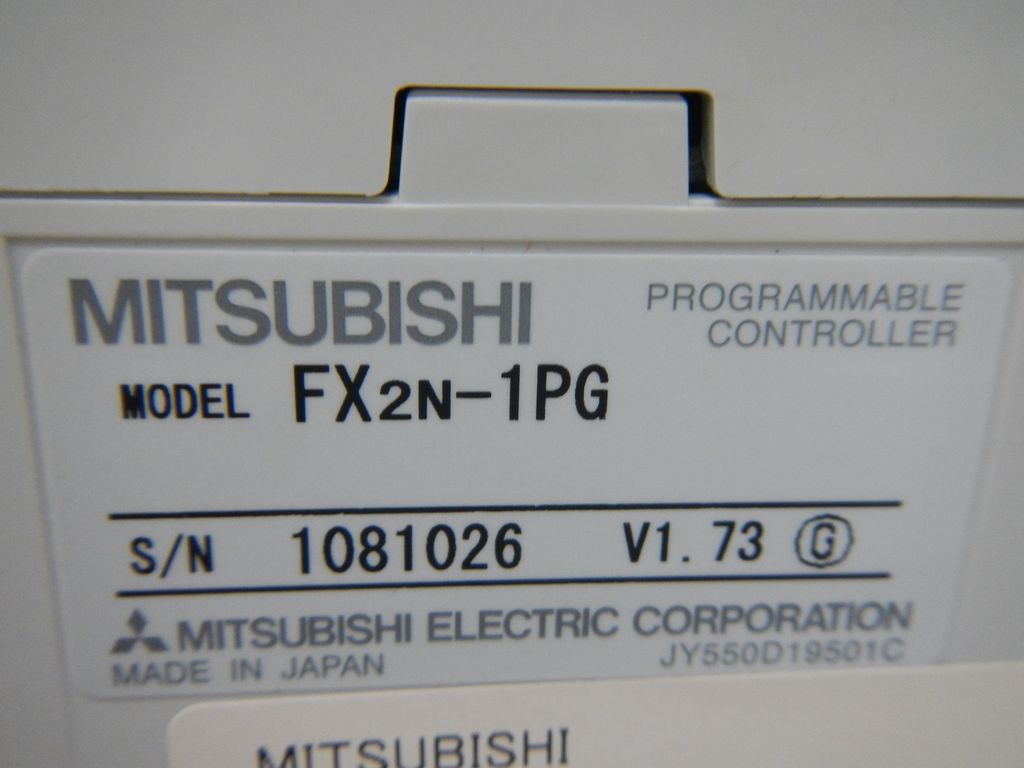 MITSUBISHI
PROGRAMMABLE
CONTROLLER
MODEL FX2N-1PG
S/N 1081026 V1.73 G
MITSUBISHI ELECTRIC CORPORATION
MADE IN JAPAN JY550D19501C
MITSUBISHI